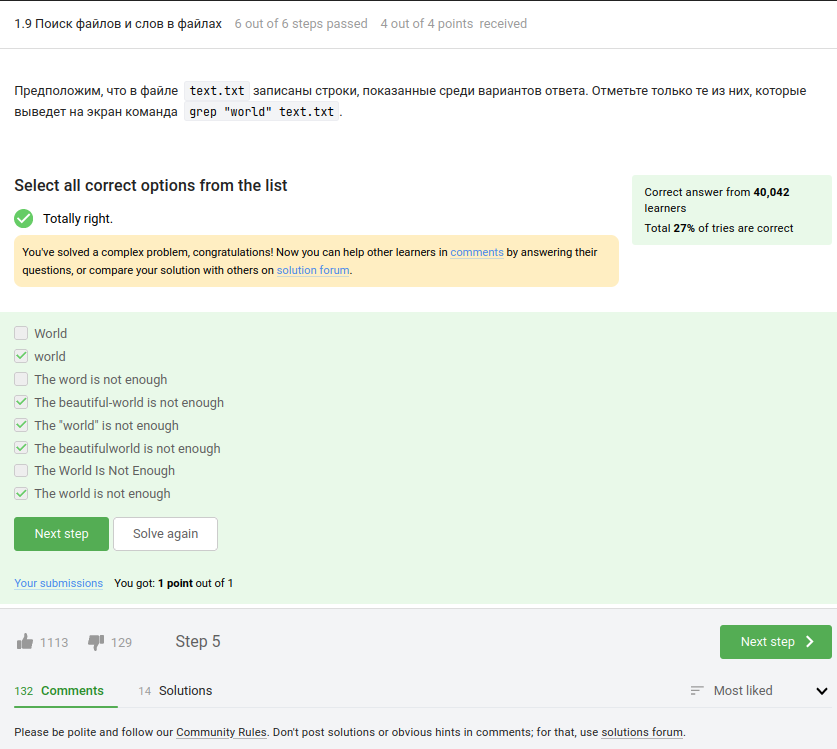 1.9 Поиск файлов и слов в файлах 6 out of 6 steps passed 4 out of 4 points received
Предположим, что в файле text.txt записаны строки, показанные среди вариантов ответа. Отметьте только те из них, которые
выведет на экран команда grep "world" text.txt.
Select all correct options from the list
Totally right.
You've solved a complex problem, congratulations! Now you can help other learners in comments by answering their
questions, or compare your solution with others on solution forum.
Correct answer from 40,042
learners
Total 27% of tries are correct
World
world
The word is not enough
The beautiful-world is not enough
The "world" is not enough
The beautifulworld is not enough
The World Is Not Enough
The world is not enough
Next step Solve again
Your submissions You got: 1 point out of 1
1113 129 Step 5 Next step
132 Comments 14 Solutions Most liked
Please be polite and follow our Community Rules. Don't post solutions or obvious hints in comments; for that, use solutions forum.